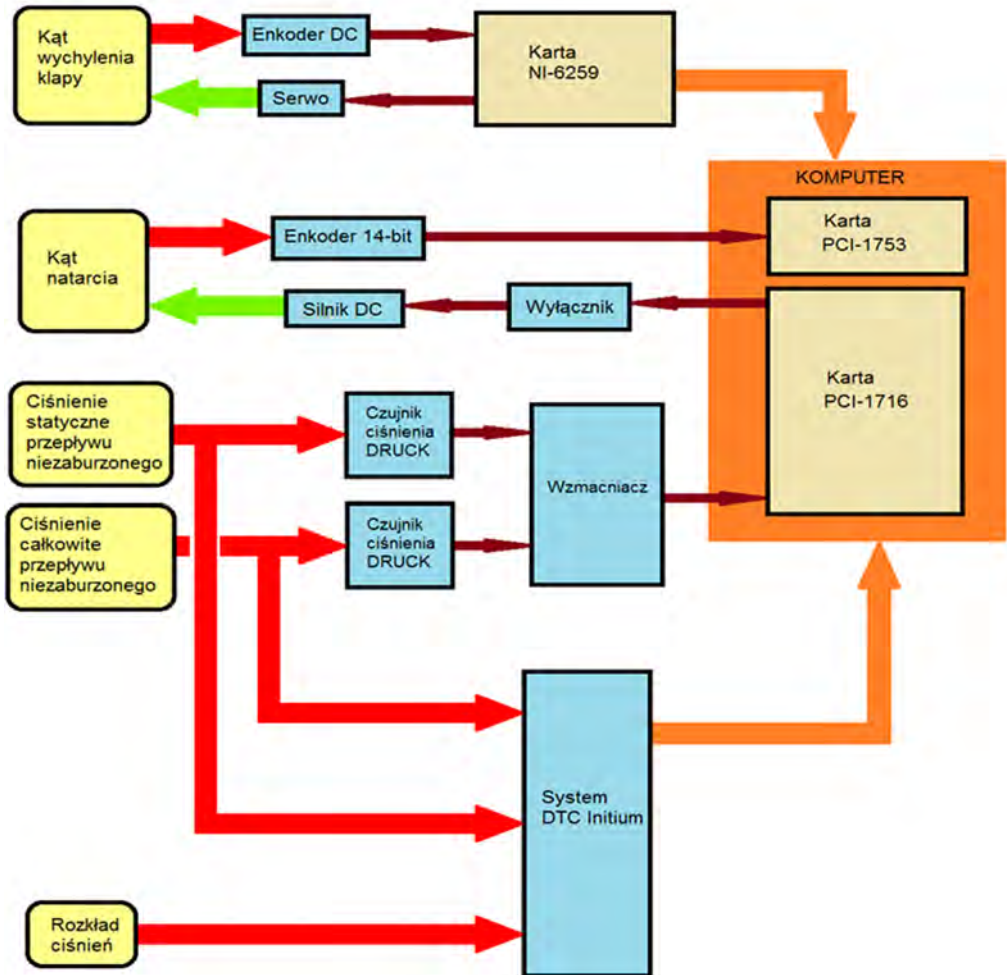 Kąt
wychylenia
klapy
Enkoder DC
Serwo
Karta
NI-6259
KOMPUTER
Karta
PCI-1753
Kąt
natarcia
Enkoder 14-bit
Silnik DC
Wyłącznik
Karta
PCI-1716
Ciśnienie
statyczne
przepływu
niezaburzonego
Czujnik
ciśnienia
DRUCK
Wzmacniacz
Ciśnienie
całkowite
przepływu
niezaburzonego
Czujnik
ciśnienia
DRUCK
System
DTC Initium
Rozkład
ciśnień